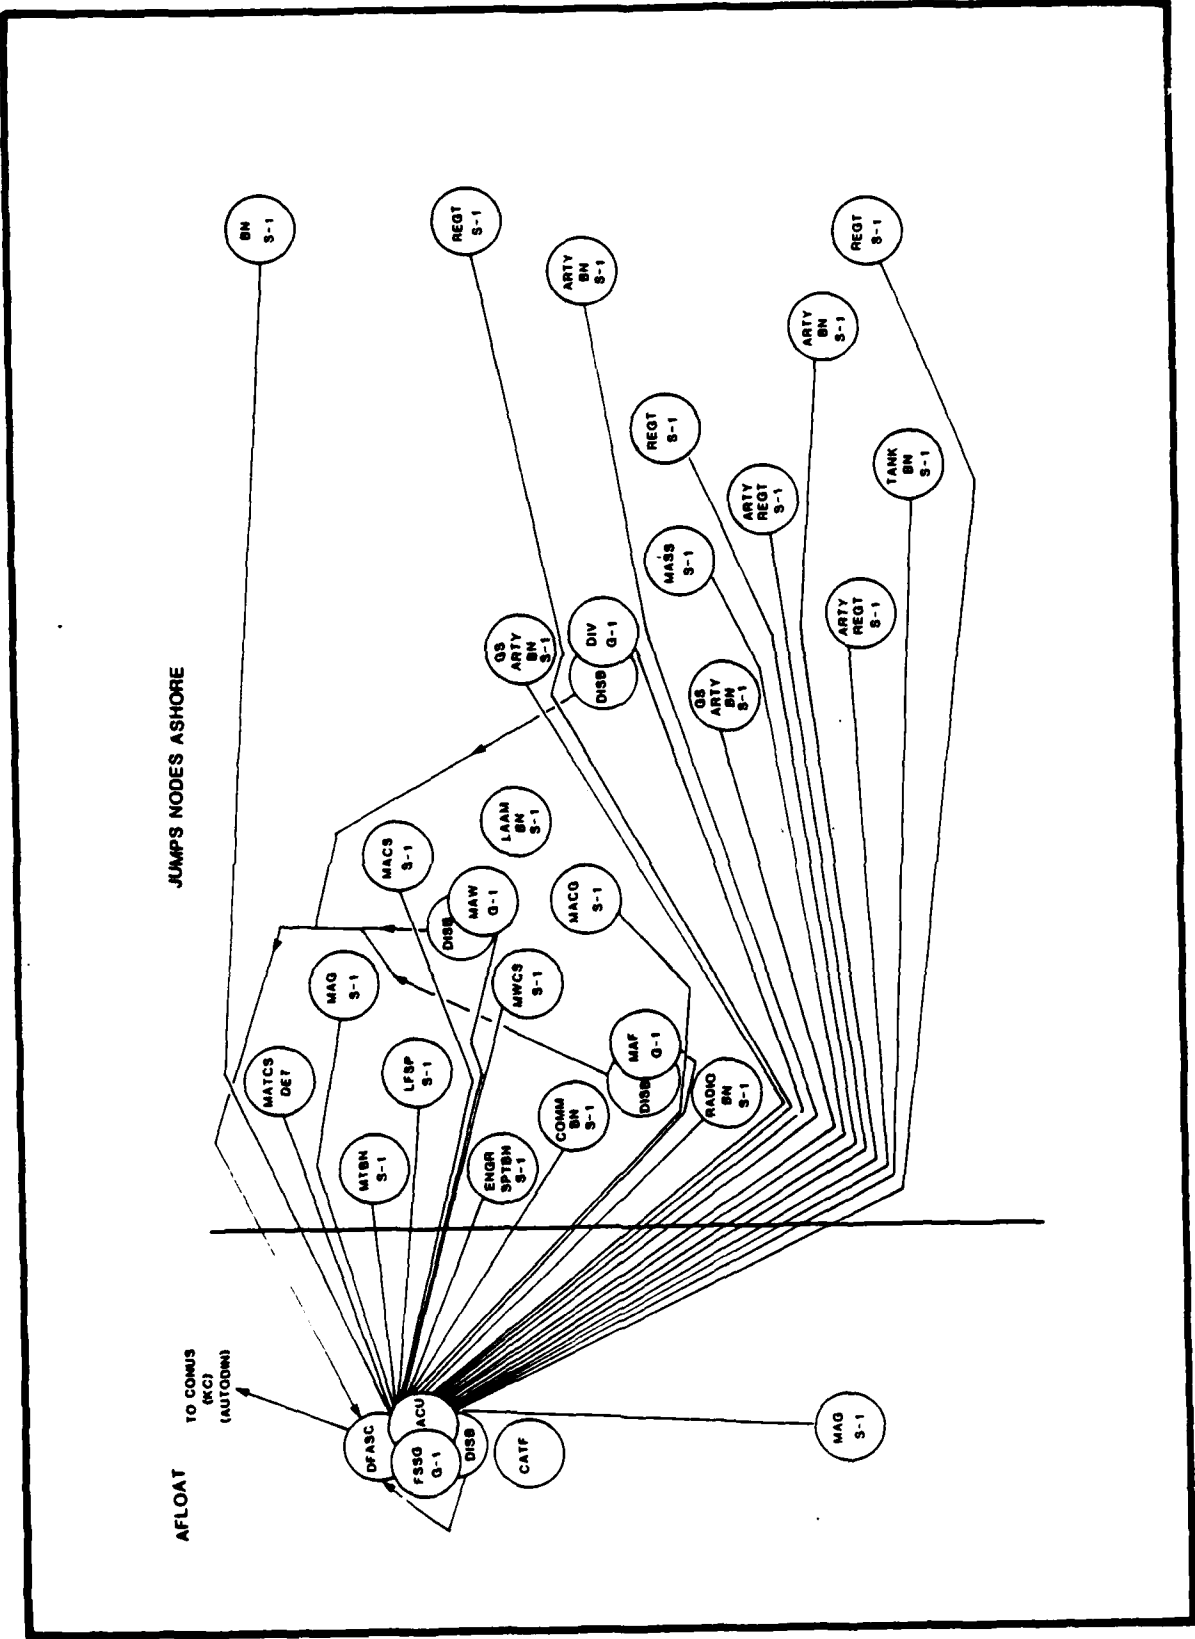 JUMPS NODES ASHORE
AFLOAT
TO CONUS
(KC)
(AUTODIN)
BN
S-1
REGT
S-1
ARTY
BN
S-1
REGT
S-1
ARTY
BN
S-1
REGT
S-1
ARTY
REGT
S-1
TANK
BN
S-1
MASS
S-1
ARTY
REGT
S-1
GS
ARTY
BN
S-1
DIV
G-1
DISB
GS
ARTY
BN
S-1
LAAM
BN
S-1
MACS
S-1
MAW
G-1
DISB
MACG
S-1
MAG
S-1
MWCS
S-1
MATCS
DET
LFSP
S-1
MAF
G-1
DISB
RADIO
BN
S-1
COMM
BN
S-1
MTBN
S-1
ENGR
SPTBN
S-1
DFASC
ACU
FSSG
G-1
DISB
CATF
MAG
S-1